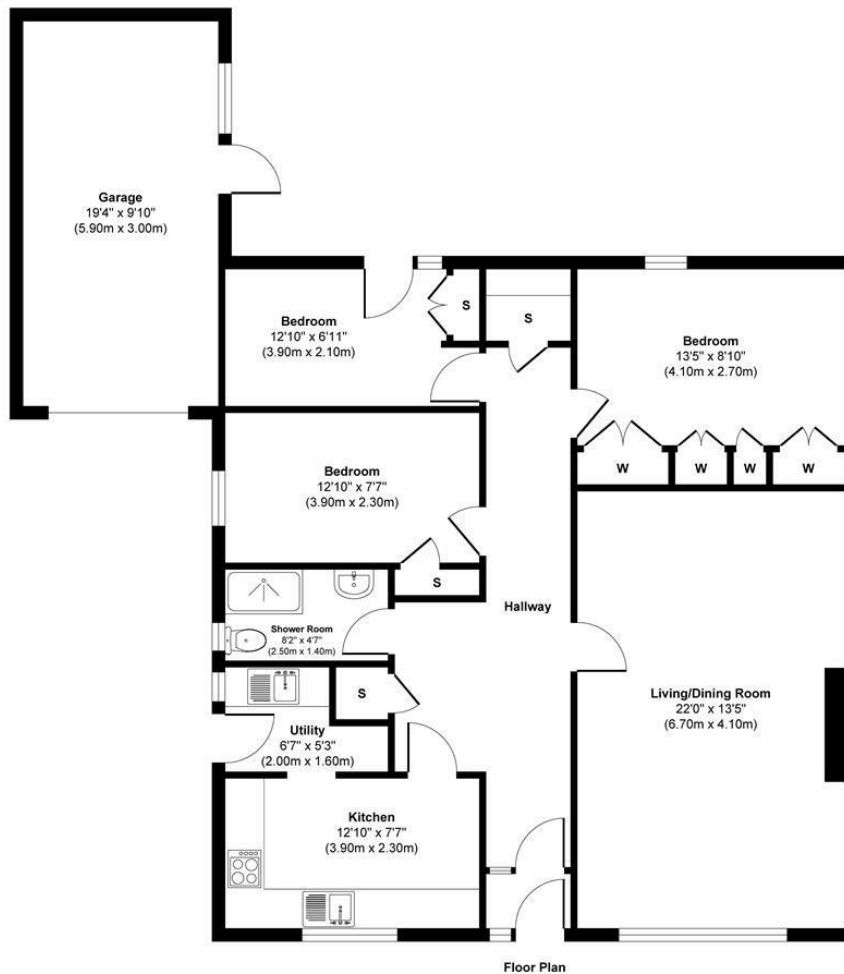 Garage
19'4" x 9'10"
(5.90m x 3.00m)
Bedroom
12'10" x 6'11"
(3.90m x 2.10m)
S
S
Bedroom
13'5" x 8'10"
(4.10m x 2.70m)
W
W
W
W
Bedroom
12'10" x 7'7"
(3.90m x 2.30m)
S
Hallway
Shower Room
8'2" x 4'7"
(2.50m x 1.40m)
S
Utility
6'7" x 5'3"
(2.00m x 1.60m)
Living/Dining Room
22'0" x 13'5"
(6.70m x 4.10m)
Kitchen
12'10" x 7'7"
(3.90m x 2.30m)
Floor Plan